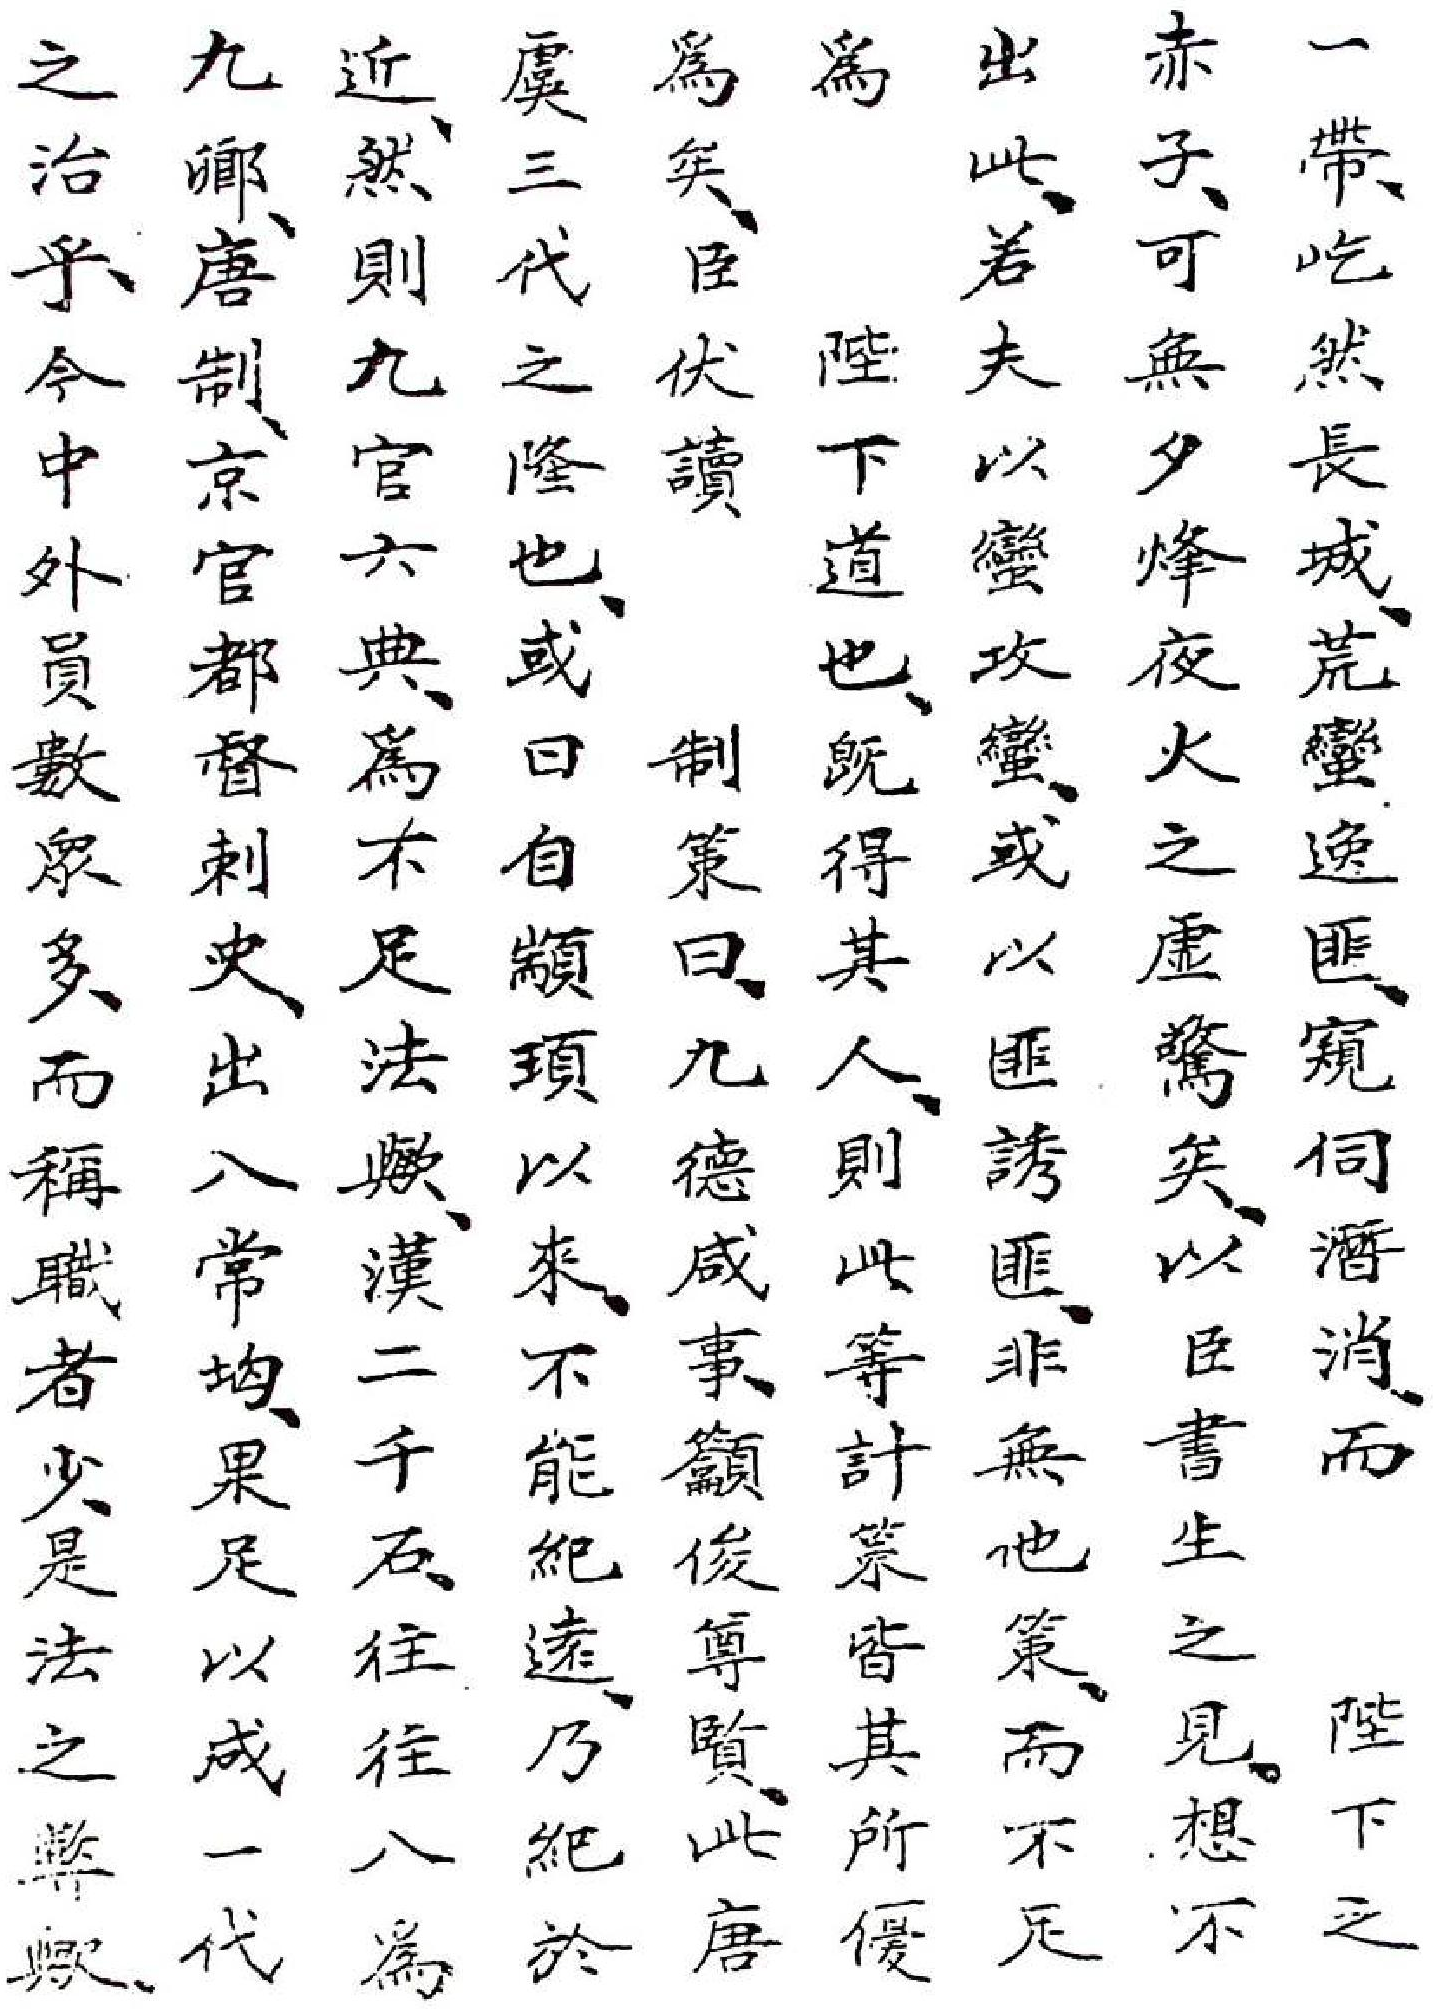 一帶、屹然長城、荒蠻逸匪、窺伺潛消、而陛下之
赤子、可無夕烽夜火之虛驚矣、以臣書生之見、想不
出此、若夫以蠻攻蠻、或以匪誘匪、非無他策、而不足
爲陛下道也、既得其人、則此等計策皆其所優
爲矣、臣伏讀制策曰、九德咸事、籲俊尊賢、此唐
虞三代之隆也、或曰自顓頊以來、不能紀遠、乃紀於
近、然則九官六典、爲不足法歟、漢二千石、往往入爲
九卿、唐制、京官都督刺史、出入常均、果足以成一代
之治乎、今中外員數眾多、而稱職者少、是法之弊歟、